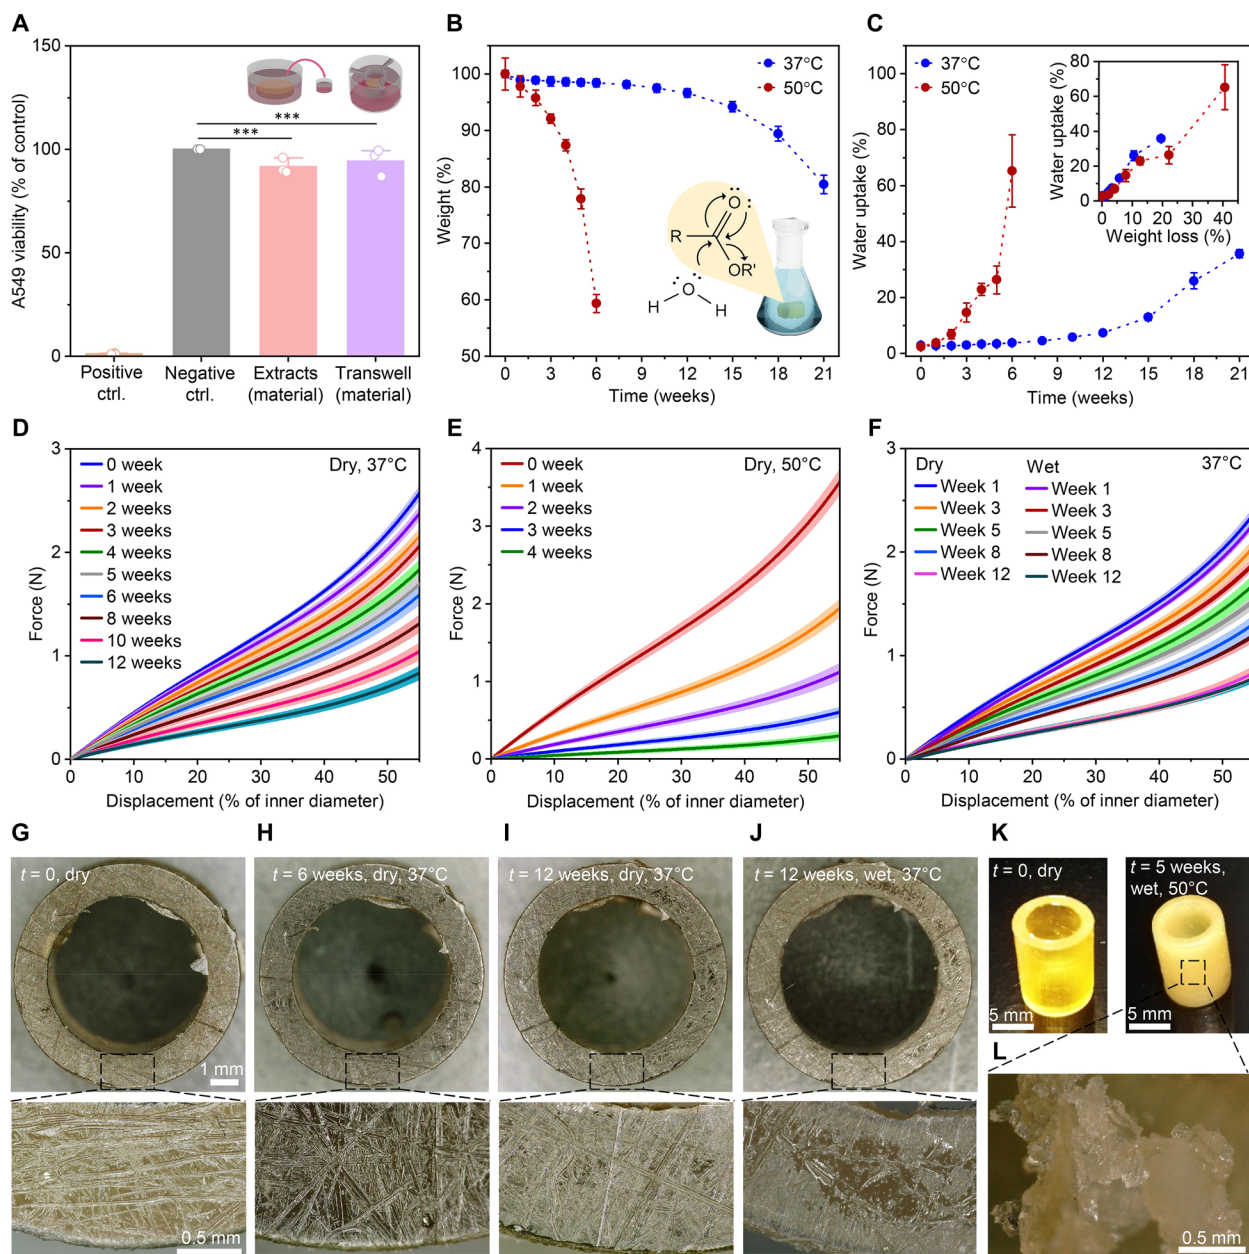 A
150
100
50
0
A549 viability (% of control)
***
***
Positive
ctrl.
Negative
ctrl.
Extracts
(material)
Transwell
(material)
B
100
90
80
70
60
50
Weight (%)
37°C
50°C
R
O
OR'
O
H
H
0
3
6
9
12
15
18
21
Time (weeks)
C
100
80
60
40
20
0
Water uptake (%)
37°C
50°C
80
60
40
20
0
Water uptake (%)
0 10 20 30 40
Weight loss (%)
0
3
6
9
12
15
18
21
Time (weeks)
D
3
2
1
0
Force (N)
0 week
1 week
2 weeks
3 weeks
4 weeks
5 weeks
6 weeks
8 weeks
10 weeks
12 weeks
Dry, 37°C
0
10
20
30
40
50
Displacement (% of inner diameter)
E
4
3
2
1
0
Force (N)
0 week
1 week
2 weeks
3 weeks
4 weeks
Dry, 50°C
0
10
20
30
40
50
Displacement (% of inner diameter)
F
3
2
1
0
Force (N)
Dry
Week 1
Week 3
Week 5
Week 8
Week 12
Wet
Week 1
Week 3
Week 5
Week 8
Week 12
37°C
0
10
20
30
40
50
Displacement (% of inner diameter)
G
t = 0, dry
1 mm
0.5 mm
H
t = 6 weeks, dry, 37°C
I
t = 12 weeks, dry, 37°C
J
t = 12 weeks, wet, 37°C
K
t = 0, dry
5 mm
t = 5 weeks,
wet, 50°C
5 mm
L
0.5 mm